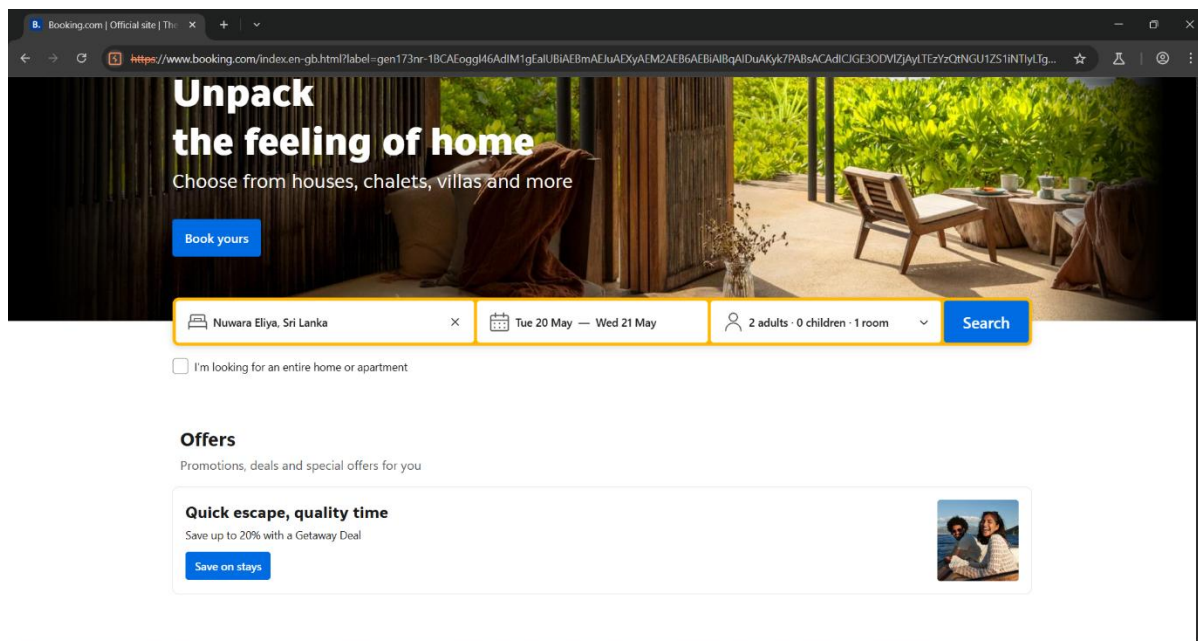 B. Booking.com | Official site | The
https://www.booking.com/index.en-gb.html?label=
Unpack
the feeling of home
Choose from houses, chalets, villas and more
Book yours
Nuwara Eliya, Sri Lanka
Tue 20 May — Wed 21 May
2 adults · 0 children · 1 room
Search
I'm looking for an entire home or apartment
Offers
Promotions, deals and special offers for you
Quick escape, quality time
Save up to 20% with a Getaway Deal
Save on stays